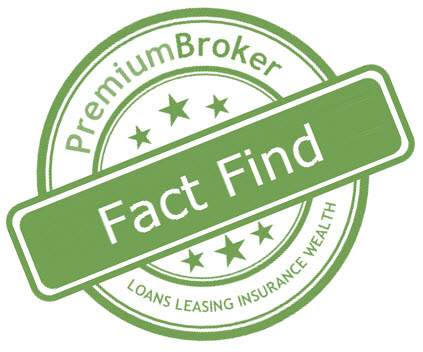 PremiumBroker
Fact Find
LOANS LEASING INSURANCE WEALTH